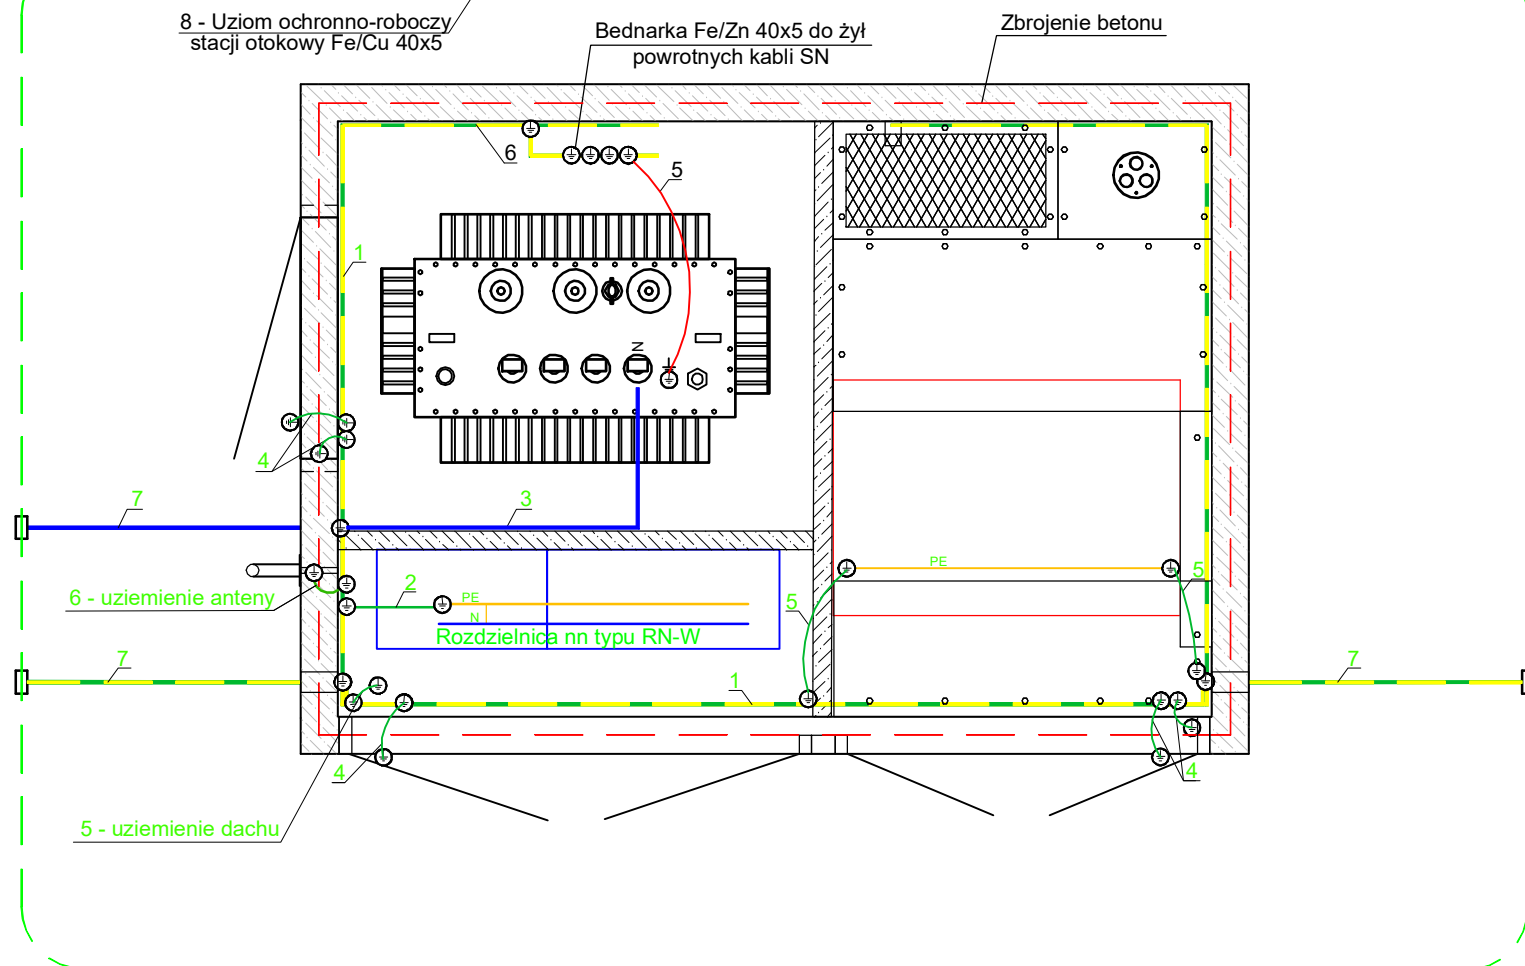 8 - Uziom ochronno-roboczy
stacji otokowy Fe/Cu 40x5
Bednarka Fe/Zn 40x5 do żył
powrotnych kabli SN
Zbrojenie betonu
6
5
1
N
4
7
3
6 - uziemienie anteny
2
PE
N
Rozdzielnica nn typu RN-W
5
PE
5
7
1
7
4
4
5 - uziemienie dachu